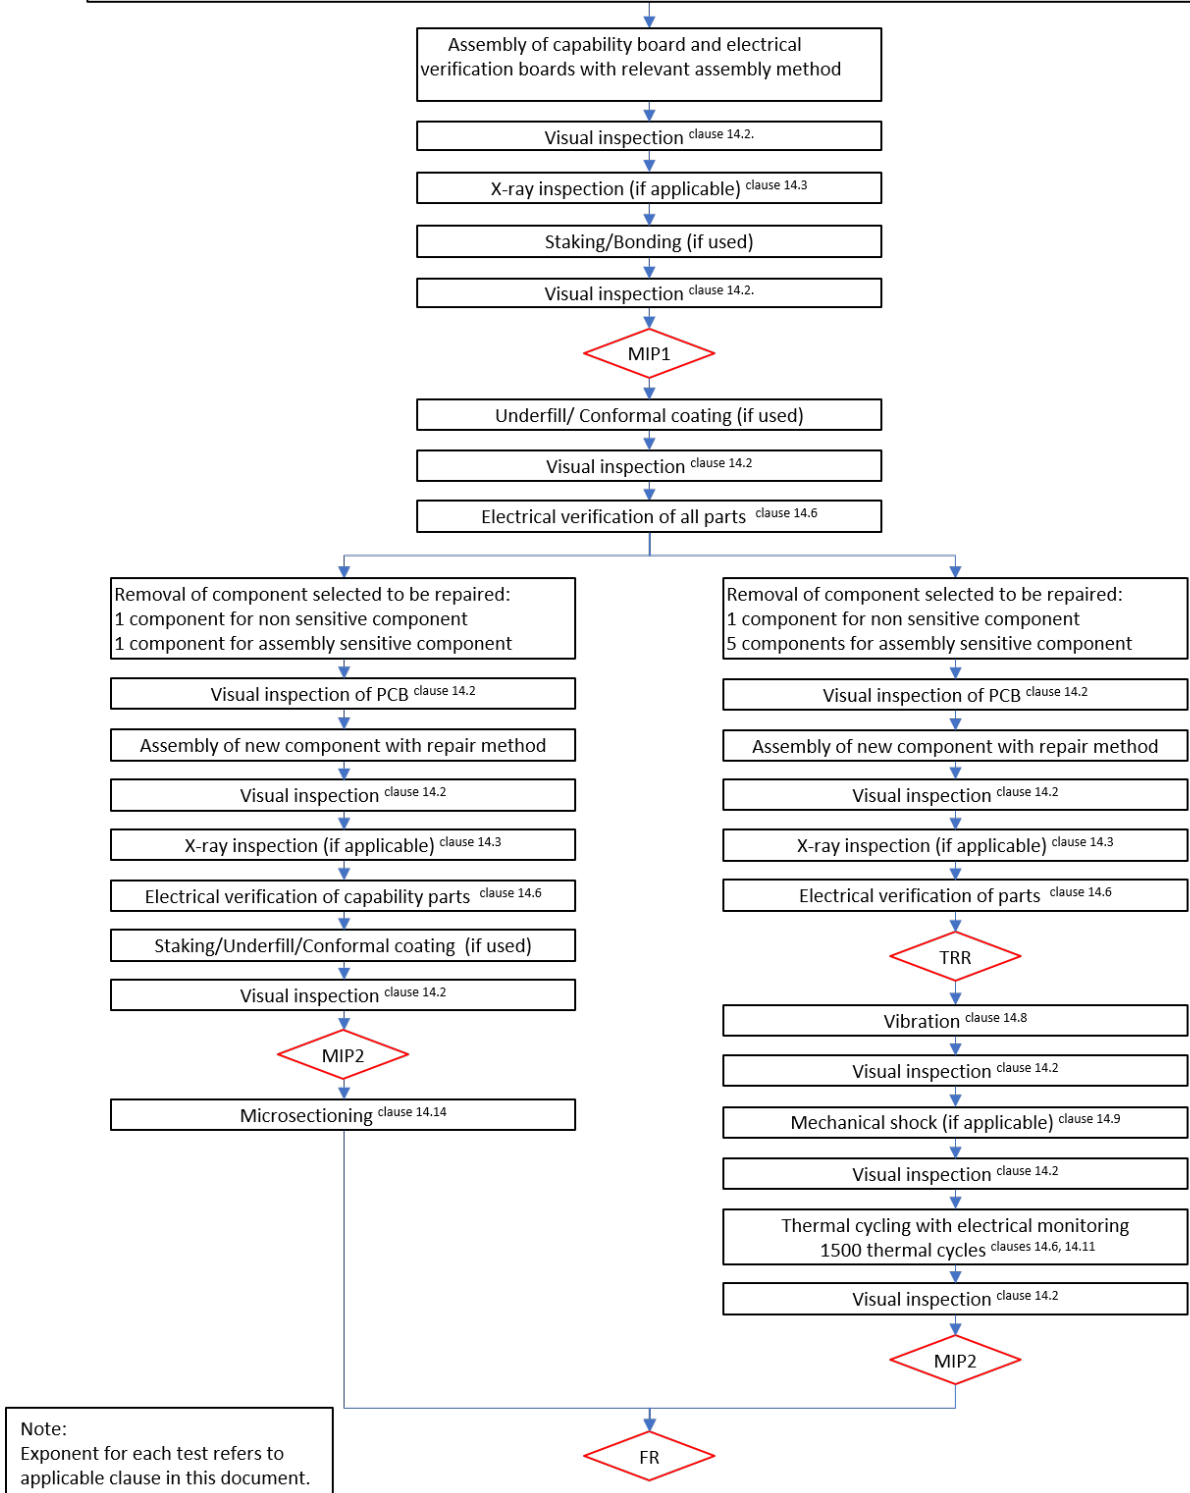 Assembly of capability board and electrical
verification boards with relevant assembly method
Visual inspection clause 14.2.
X-ray inspection (if applicable) clause 14.3
Staking/Bonding (if used)
Visual inspection clause 14.2.
MIP1
Underfill/ Conformal coating (if used)
Visual inspection clause 14.2
Electrical verification of all parts clause 14.6
Removal of component selected to be repaired:
1 component for non sensitive component
1 component for assembly sensitive component
Visual inspection of PCB clause 14.2
Assembly of new component with repair method
Visual inspection clause 14.2
X-ray inspection (if applicable) clause 14.3
Electrical verification of capability parts clause 14.6
Staking/Underfill/Conformal coating (if used)
Visual inspection clause 14.2
MIP2
Microsectioning clause 14.14
Removal of component selected to be repaired:
1 component for non sensitive component
5 components for assembly sensitive component
Visual inspection of PCB clause 14.2
Assembly of new component with repair method
Visual inspection clause 14.2
X-ray inspection (if applicable) clause 14.3
Electrical verification of parts clause 14.6
TRR
Vibration clause 14.8
Visual inspection clause 14.2
Mechanical shock (if applicable) clause 14.9
Visual inspection clause 14.2
Thermal cycling with electrical monitoring
1500 thermal cycles clauses 14.6, 14.11
Visual inspection clause 14.2
MIP2
FR
Note:
Exponent for each test refers to
applicable clause in this document.